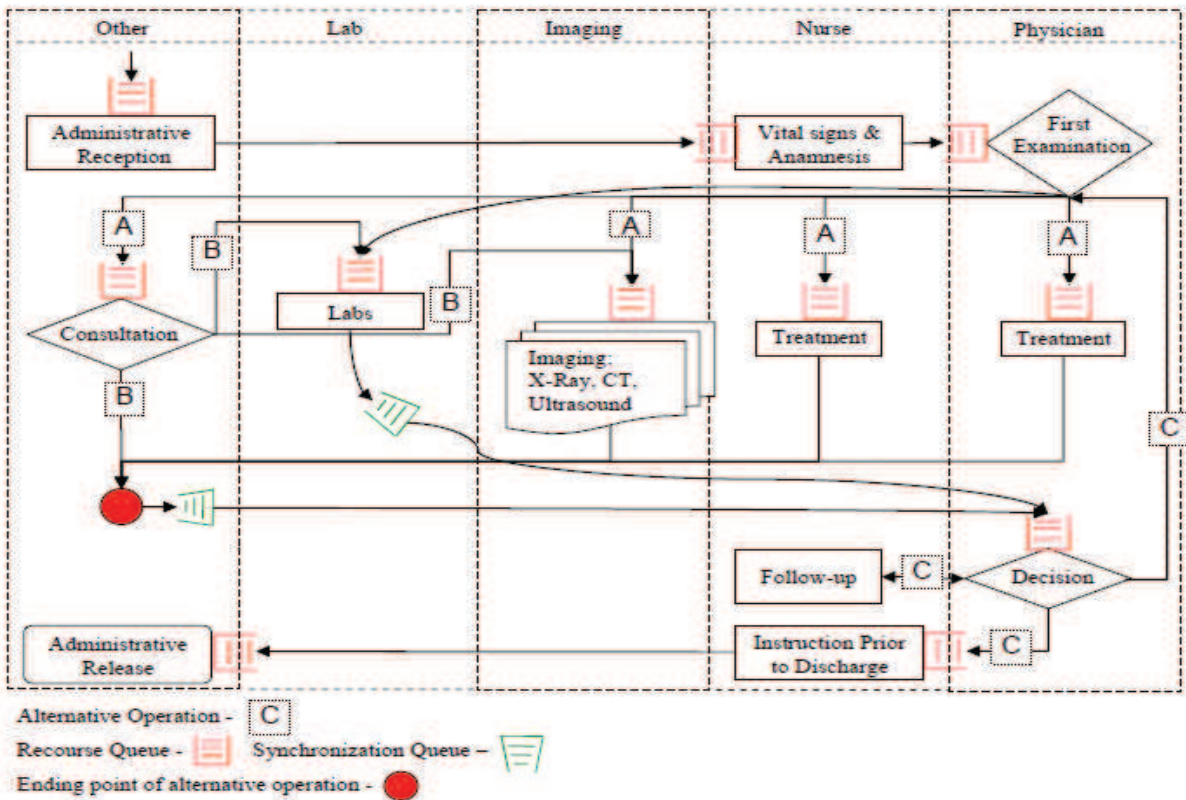 Other
Lab
Imaging
Nurse
Physician
Administrative
Reception
Vital signs &
Anamnesis
First
Examination
A
A
A
A
B
B
Consultation
Labs
Treatment
Treatment
Imaging:
X-Ray, CT,
Ultrasound
B
C
Follow-up
C
Decision
Administrative
Release
Instruction Prior
to Discharge
C
Alternative Operation - C
Recourse Queue -
Synchronization Queue –
Ending point of alternative operation -